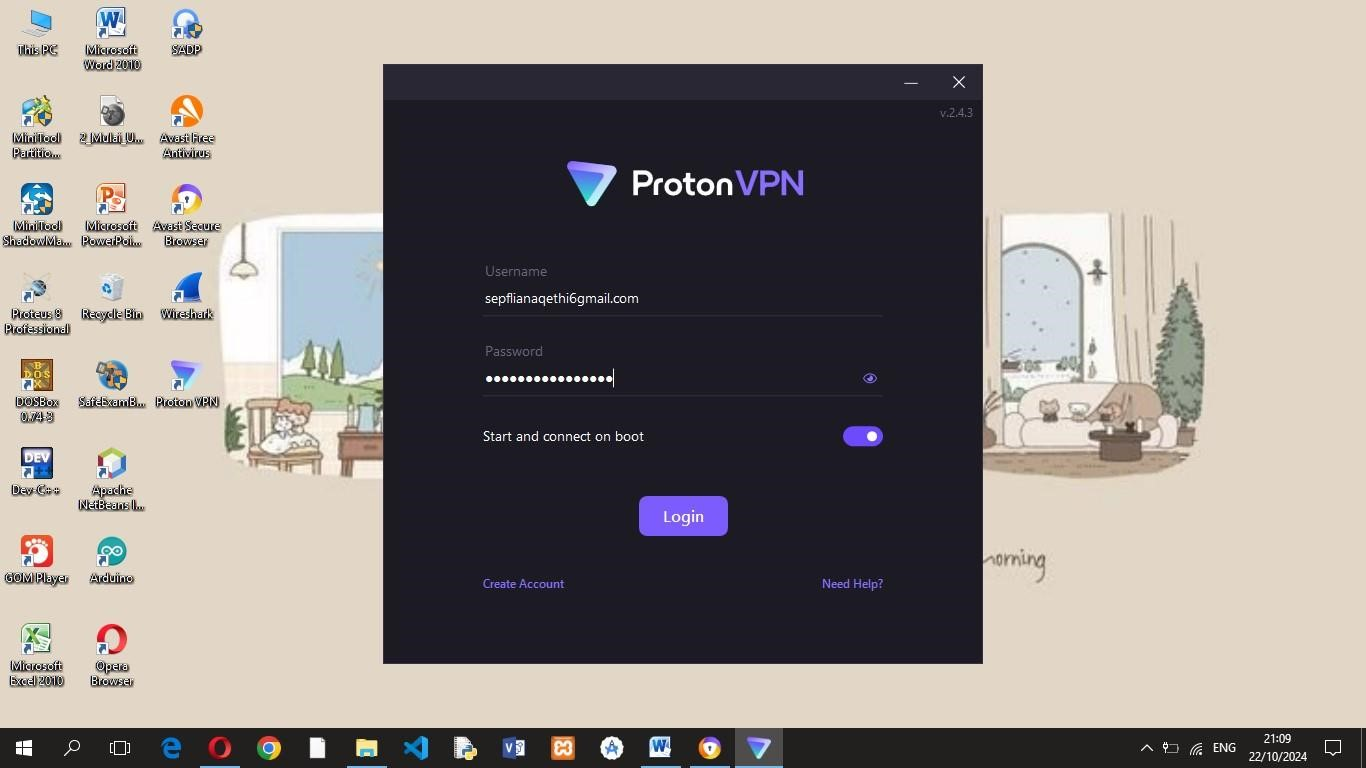 This PC
Microsoft
Word 2010
SADP
MiniTool
Partitio...
2_Mulai_U...
Avast Free
Antivirus
MiniTool
ShadowMa...
Microsoft
PowerPoi...
Avast Secure
Browser
Proteus 8
Professional
Recycle Bin
Wireshark
DOSBox
0.74-3
SafeExamB...
Proton VPN
DEV
Dev-C++
Apache
NetBeans I...
GOM Player
Arduino
Microsoft
Excel 2010
Opera
Browser
v.2.4.3
ProtonVPN
Username
sepflianaqethi6gmail.com
Password
••••••••••••••••
Start and connect on boot
Login
Create Account
Need Help?
morning
ENG
21:09
22/10/2024